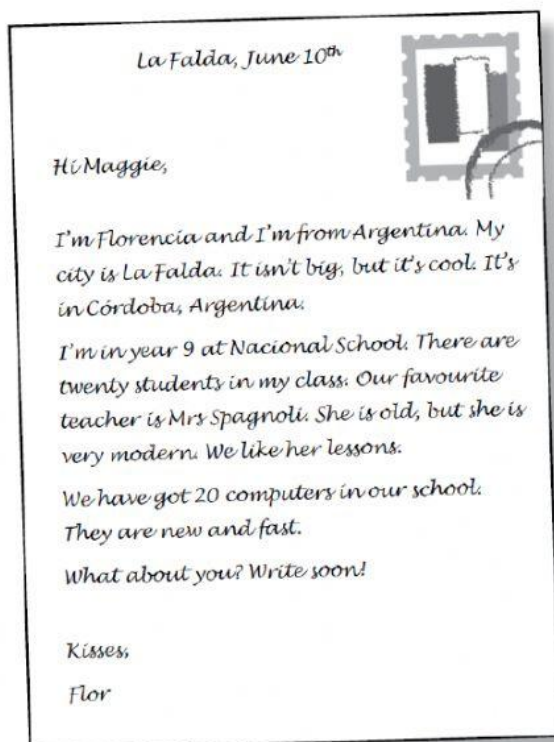 La Falda, June 10th
Hi Maggie,
I'm Florencia and I'm from Argentina. My
city is La Falda. It isn't big, but it's cool. It's
in Córdoba, Argentina.
I'm in year 9 at Nacional School. There are
twenty students in my class. Our favourite
teacher is Mrs Spagnoli. She is old, but she is
very modern. We like her lessons.
We have got 20 computers in our school.
They are new and fast.
What about you? Write soon!
Kisses,
Flor